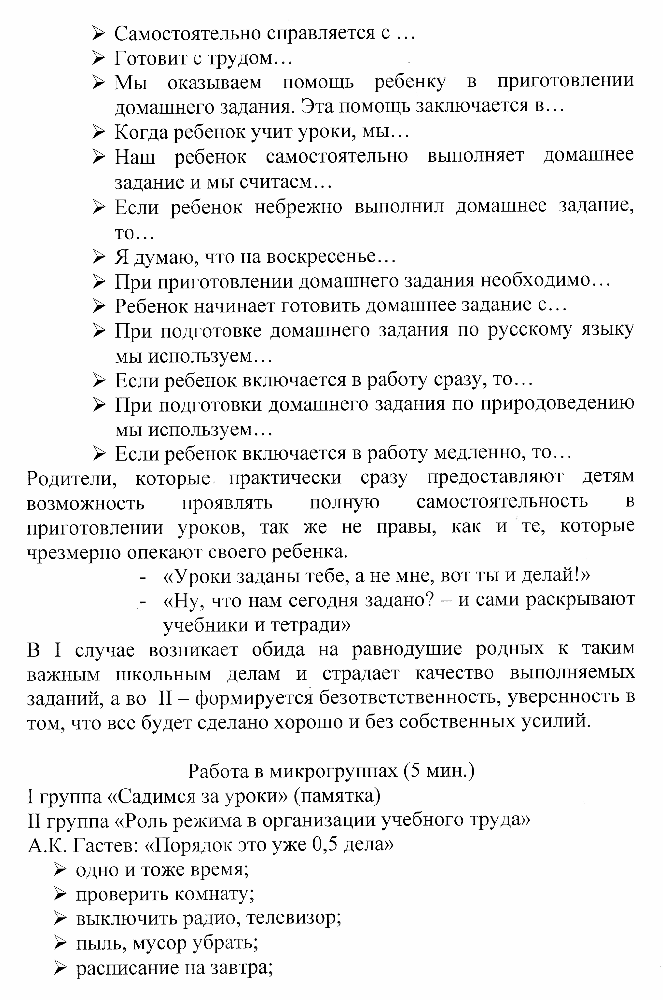 ➢ Самостоятельно справляется с …
➢ Готовит с трудом…
➢ Мы оказываем помощь ребенку в приготовлении
домашнего задания. Эта помощь заключается в…
➢ Когда ребенок учит уроки, мы…
➢ Наш ребенок самостоятельно выполняет домашнее
задание и мы считаем…
➢ Если ребенок небрежно выполнил домашнее задание,
то…
➢ Я думаю, что на воскресенье…
➢ При приготовлении домашнего задания необходимо…
➢ Ребенок начинает готовить домашнее задание с…
➢ При подготовке домашнего задания по русскому языку
мы используем…
➢ Если ребенок включается в работу сразу, то…
➢ При подготовки домашнего задания по природоведению
мы используем…
➢ Если ребенок включается в работу медленно, то…
Родители, которые практически сразу предоставляют детям
возможность проявлять полную самостоятельность в
приготовлении уроков, так же не правы, как и те, которые
чрезмерно опекают своего ребенка.
- «Уроки заданы тебе, а не мне, вот ты и делай!»
- «Ну, что нам сегодня задано? – и сами раскрывают
учебники и тетради»
В I случае возникает обида на равнодушие родных к таким
важным школьным делам и страдает качество выполняемых
заданий, а во II – формируется безответственность, уверенность в
том, что все будет сделано хорошо и без собственных усилий.
Работа в микрогруппах (5 мин.)
I группа «Садимся за уроки» (памятка)
II группа «Роль режима в организации учебного труда»
А.К. Гастев: «Порядок это уже 0,5 дела»
➢ одно и тоже время;
➢ проверить комнату;
➢ выключить радио, телевизор;
➢ пыль, мусор убрать;
➢ расписание на завтра;